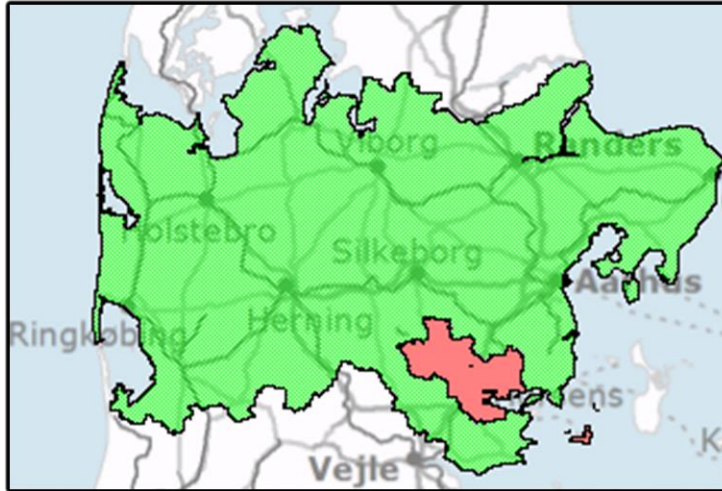 Viborg
Randers
Holstebro
Silkeborg
Aarhus
Ringkøbing
Herning
Vejle
K